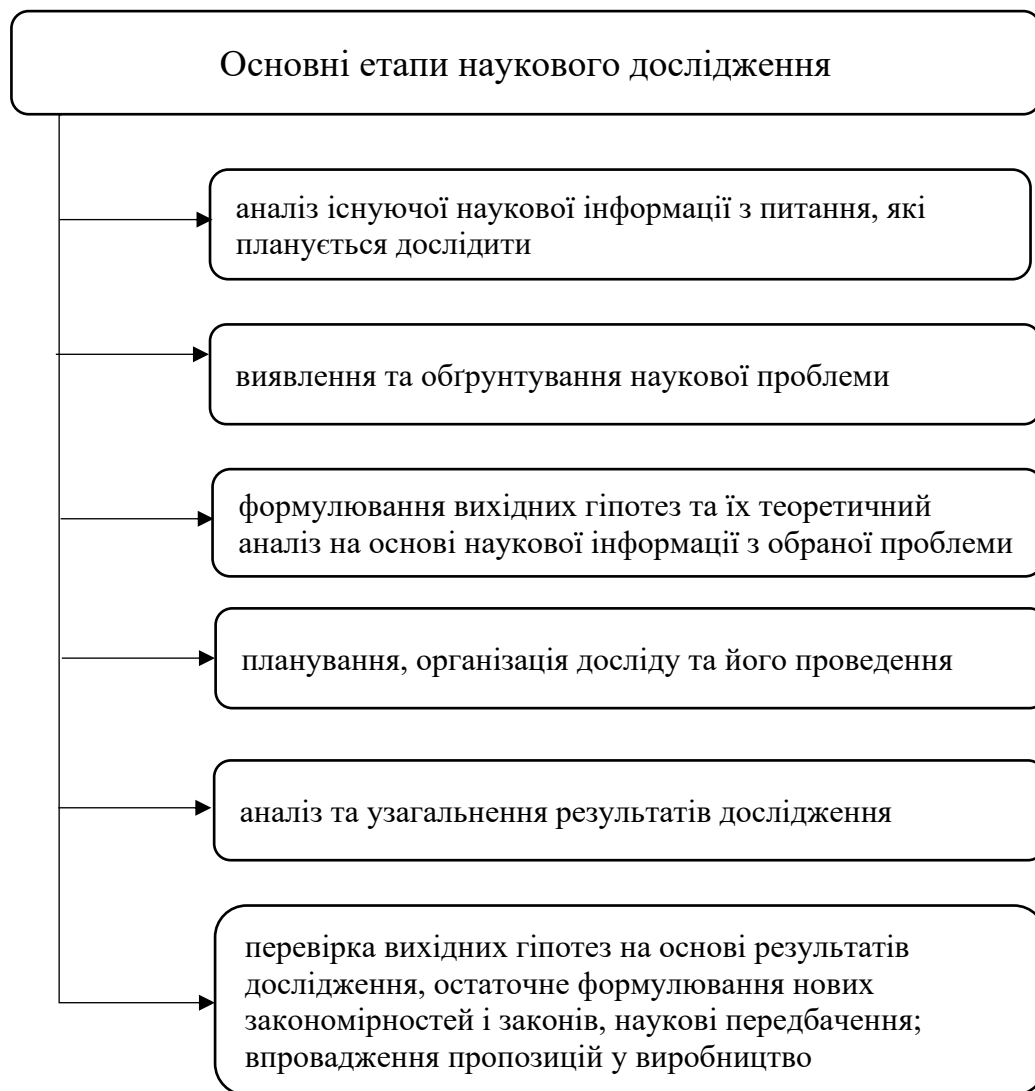 Основні етапи наукового дослідження
аналіз існуючої наукової інформації з питання, які
планується дослідити
виявлення та обґрунтування наукової проблеми
формулювання вихідних гіпотез та їх теоретичний
аналіз на основі наукової інформації з обраної проблеми
планування, організація досліду та його проведення
аналіз та узагальнення результатів дослідження
перевірка вихідних гіпотез на основі результатів
дослідження, остаточне формулювання нових
закономірностей і законів, наукові передбачення;
впровадження пропозицій у виробництво